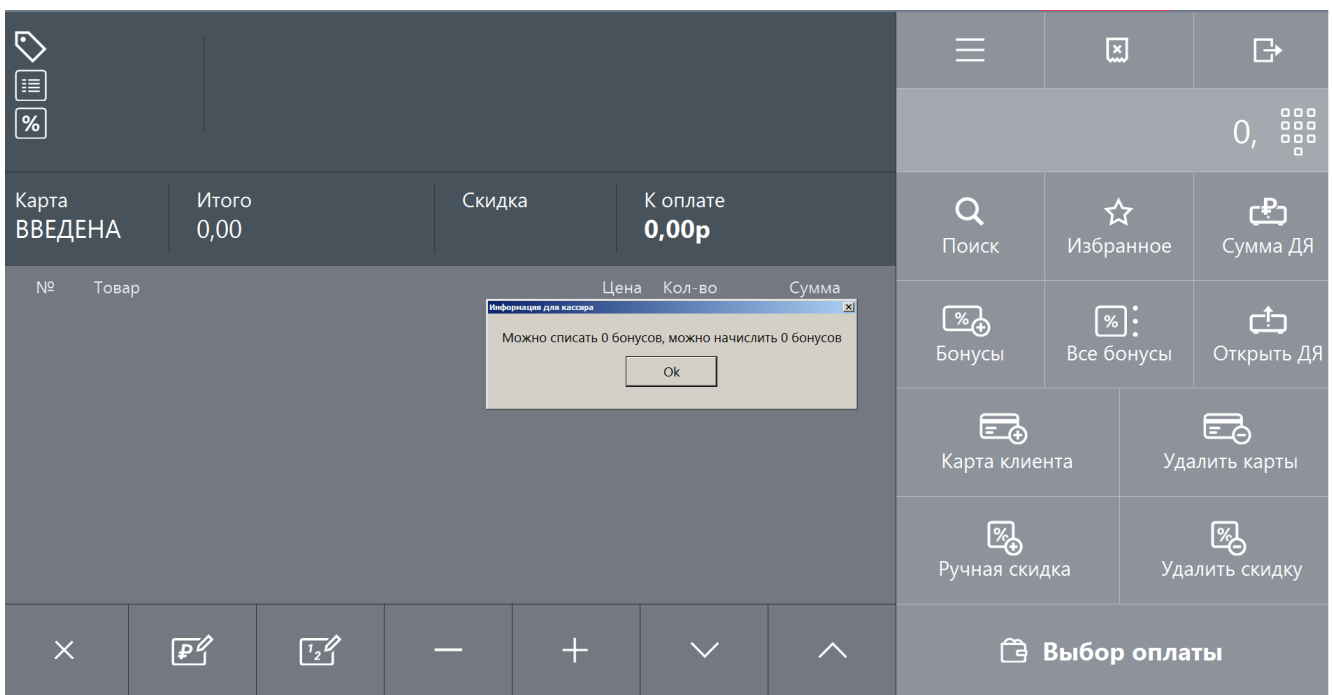 %
0,
Карта
ВВЕДЕНА
Итого
0,00
Скидка
К оплате
0,00р
Поиск
Избранное
Сумма ДЯ
№ Товар Цена Кол-во Сумма
Информация для кассира
Можно списать 0 бонусов, можно начислить 0 бонусов
Ok
Бонусы
Все бонусы
Открыть ДЯ
Карта клиента
Удалить карты
Ручная скидка
Удалить скидку
Выбор оплаты